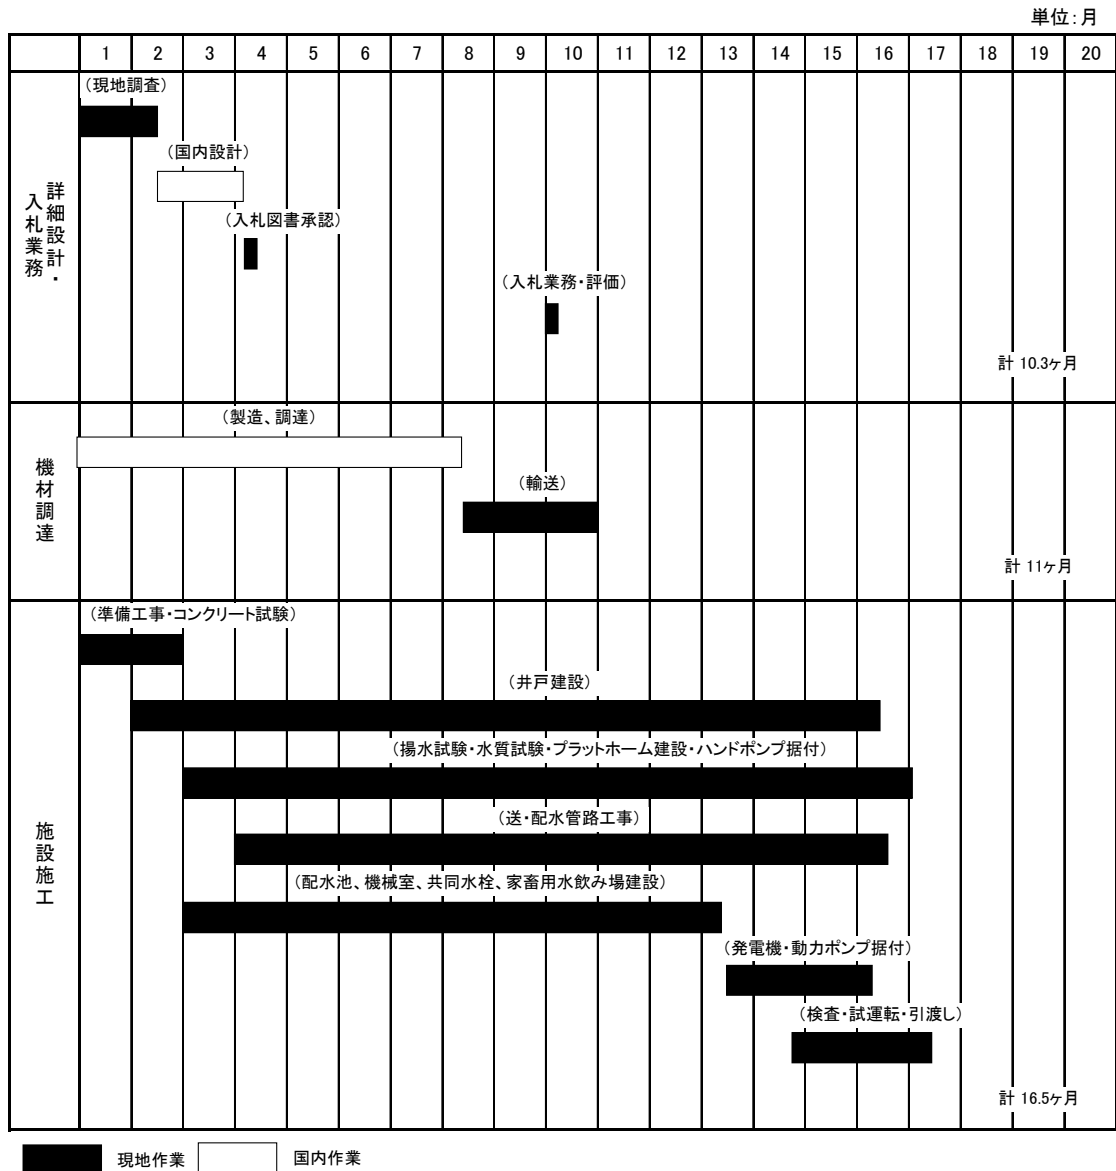 単位:月
1 2 3 4 5 6 7 8 9 10 11 12 13 14 15 16 17 18 19 20
詳細設計・入札業務
(現地調査)
(国内設計)
(入札図書承認)
(入札業務・評価)
計 10.3ヶ月
機材調達
(製造、調達)
(輸送)
計 11ヶ月
施設施工
(準備工事・コンクリート試験)
(井戸建設)
(揚水試験・水質試験・プラットホーム建設・ハンドポンプ据付)
(送・配水管路工事)
(配水池、機械室、共同水栓、家畜用水飲み場建設)
(発電機・動力ポンプ据付)
(検査・試運転・引渡し)
計 16.5ヶ月
現地作業 国内作業